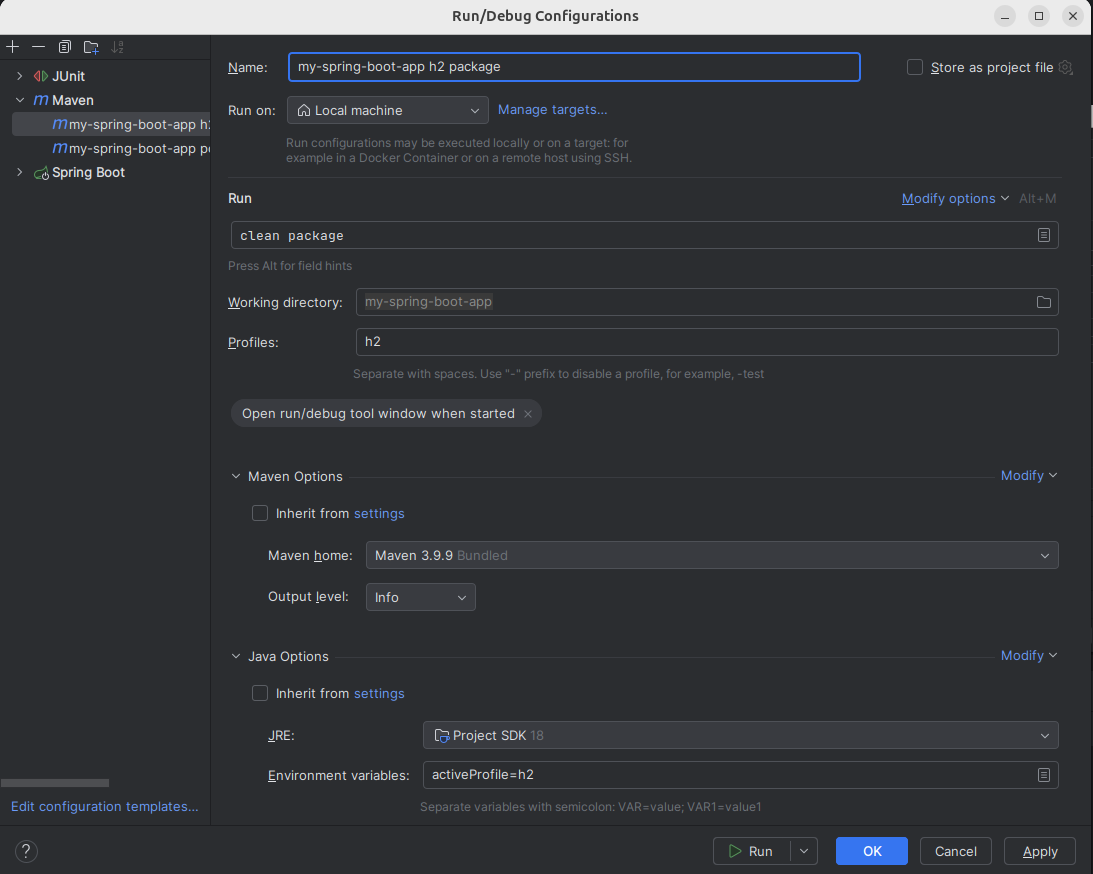 Run/Debug Configurations
JUnit
Maven
my-spring-boot-app h2
my-spring-boot-app
Spring Boot
Edit configuration templates...
Name: my-spring-boot-app h2 package
Store as project file
Run on: Local machine Manage targets...
Run configurations may be executed locally or on a target: for
example in a Docker Container or on a remote host using SSH.
Run
Modify options Alt+M
clean package
Press Alt for field hints
Working directory: my-spring-boot-app
Profiles: h2
Separate with spaces. Use "-" prefix to disable a profile, for example, -test
Open run/debug tool window when started
Maven Options Modify
Inherit from settings
Maven home: Maven 3.9.9 Bundled
Output level: Info
Java Options Modify
Inherit from settings
JRE: Project SDK 18
Environment variables: activeProfile=h2
Separate variables with semicolon: VAR=value; VAR1=value1
? Run OK Cancel Apply